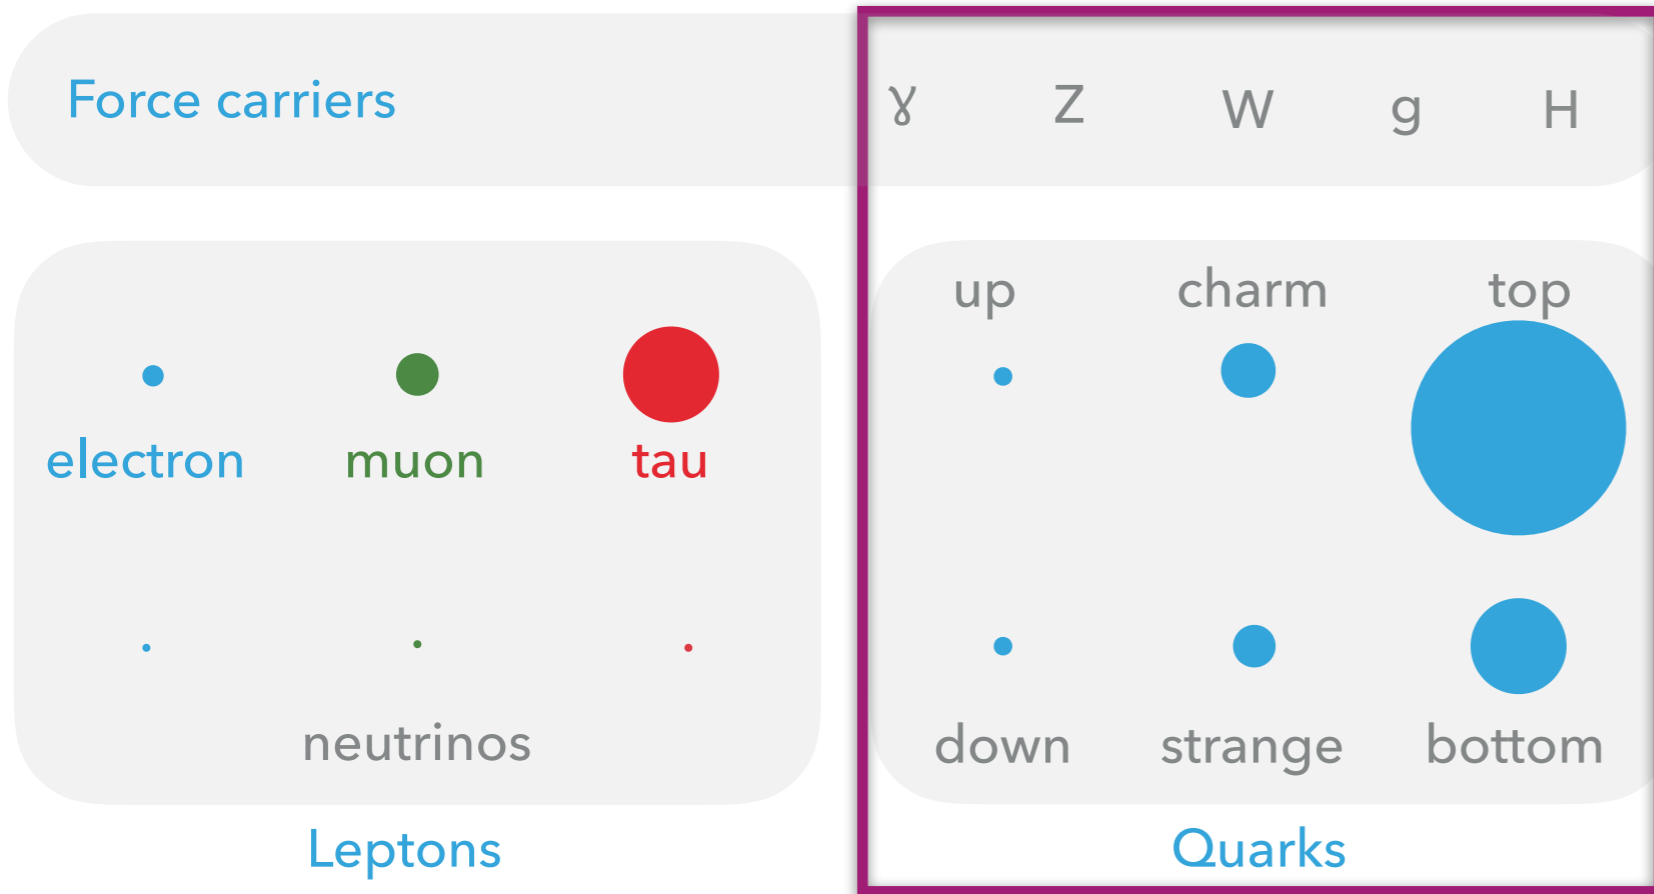 Force carriers
ɣ Z W g H
up charm top
electron muon tau
neutrinos
down strange bottom
Leptons
Quarks